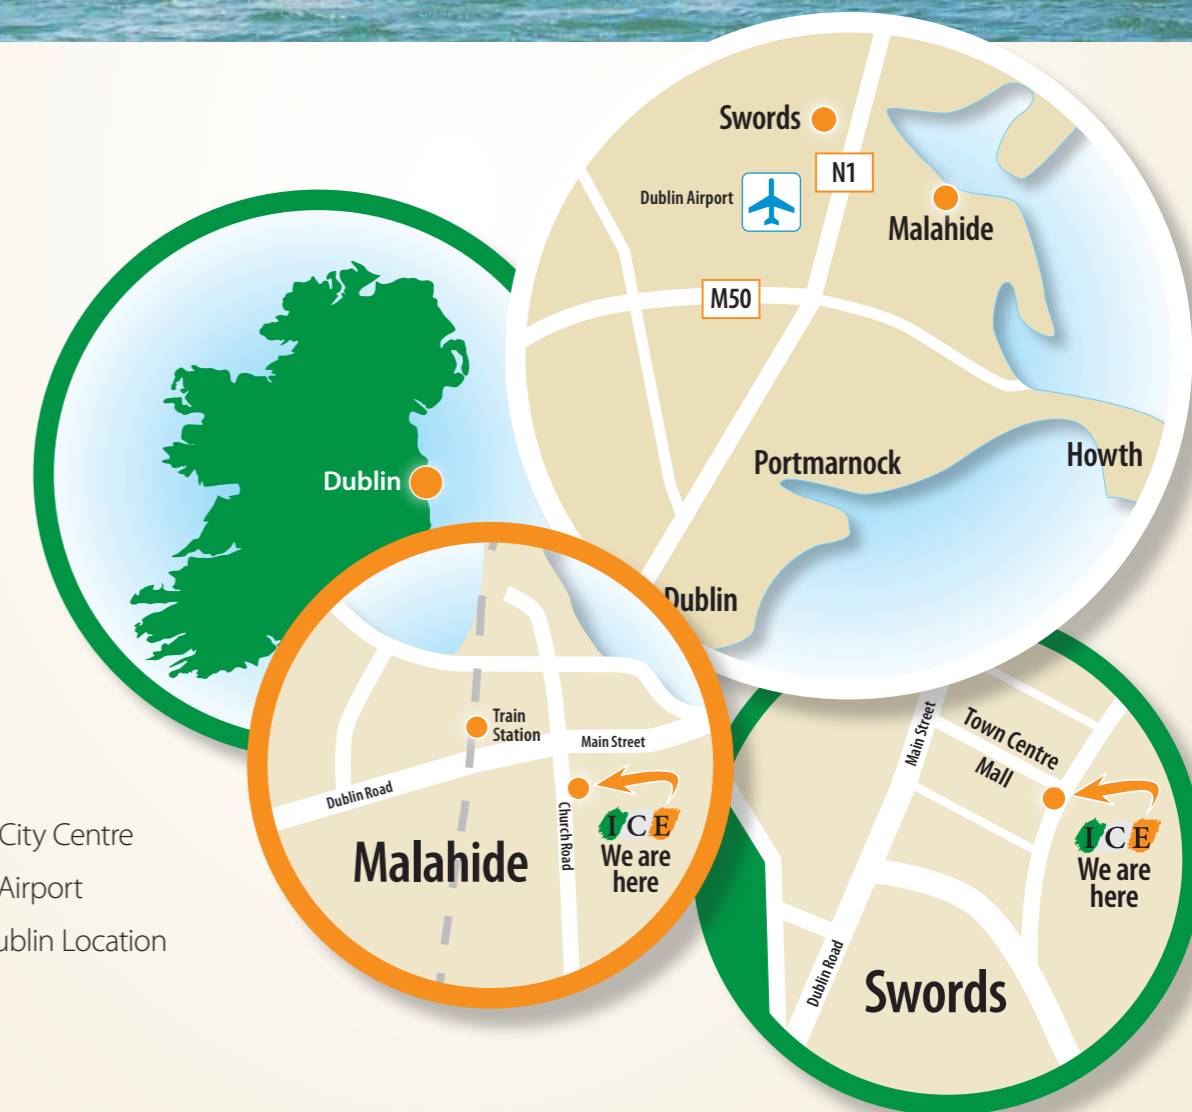 Swords
N1
Dublin Airport
Malahide
M50
Portmarnock
Howth
Dublin
Dublin
Train
Station
Main Street
Dublin Road
Church Road
Malahide
ICE
We are
here
Main Street
Town Centre
Mall
ICE
We are
here
Dublin Road
Swords
City Centre
Airport
ublin Location